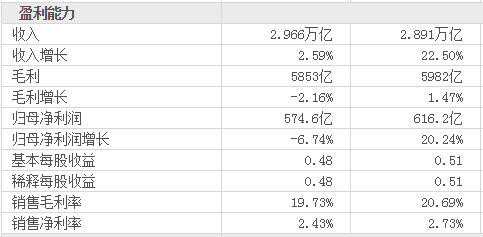 盈利能力
收入 2.966万亿 2.891万亿
收入增长 2.59% 22.50%
毛利 5853亿 5982亿
毛利增长 -2.16% 1.47%
归母净利润 574.6亿 616.2亿
归母净利润增长 -6.74% 20.24%
基本每股收益 0.48 0.51
稀释每股收益 0.48 0.51
销售毛利率 19.73% 20.69%
销售净利率 2.43% 2.73%